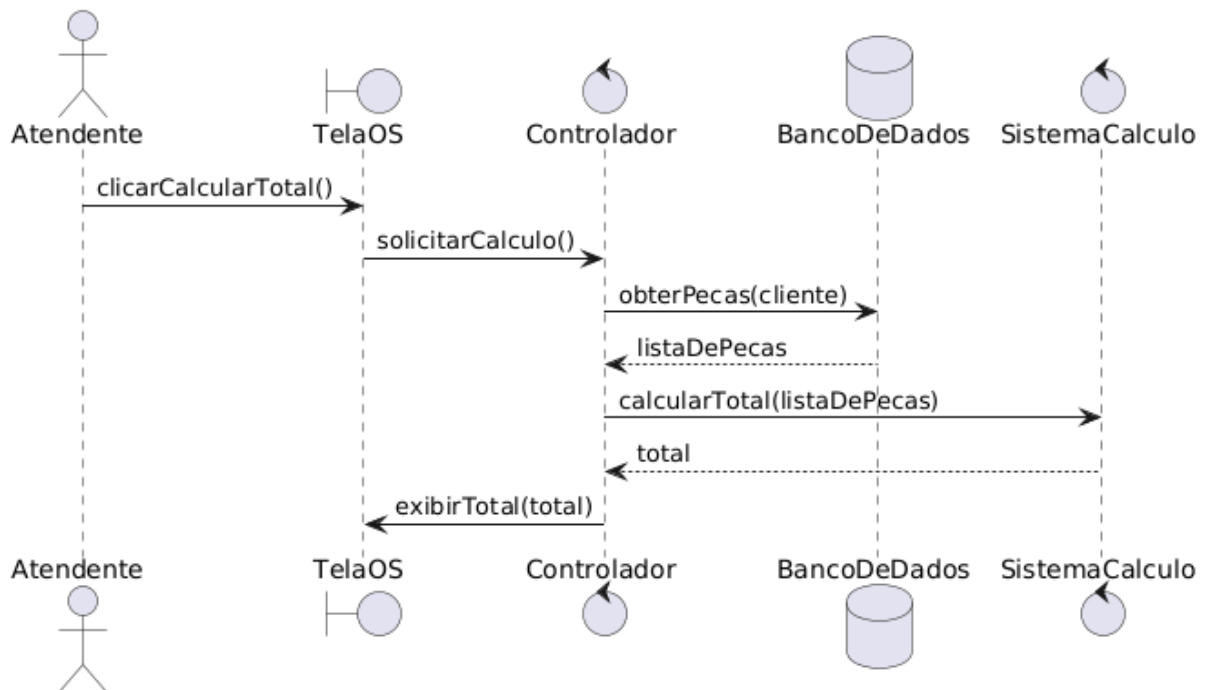 Atendente TelaOS Controlador BancoDeDados SistemaCalculo
clicarCalcularTotal()
solicitarCalculo()
obterPecas(cliente)
listaDePecas
calcularTotal(listaDePecas)
total
exibirTotal(total)
Atendente TelaOS Controlador BancoDeDados SistemaCalculo